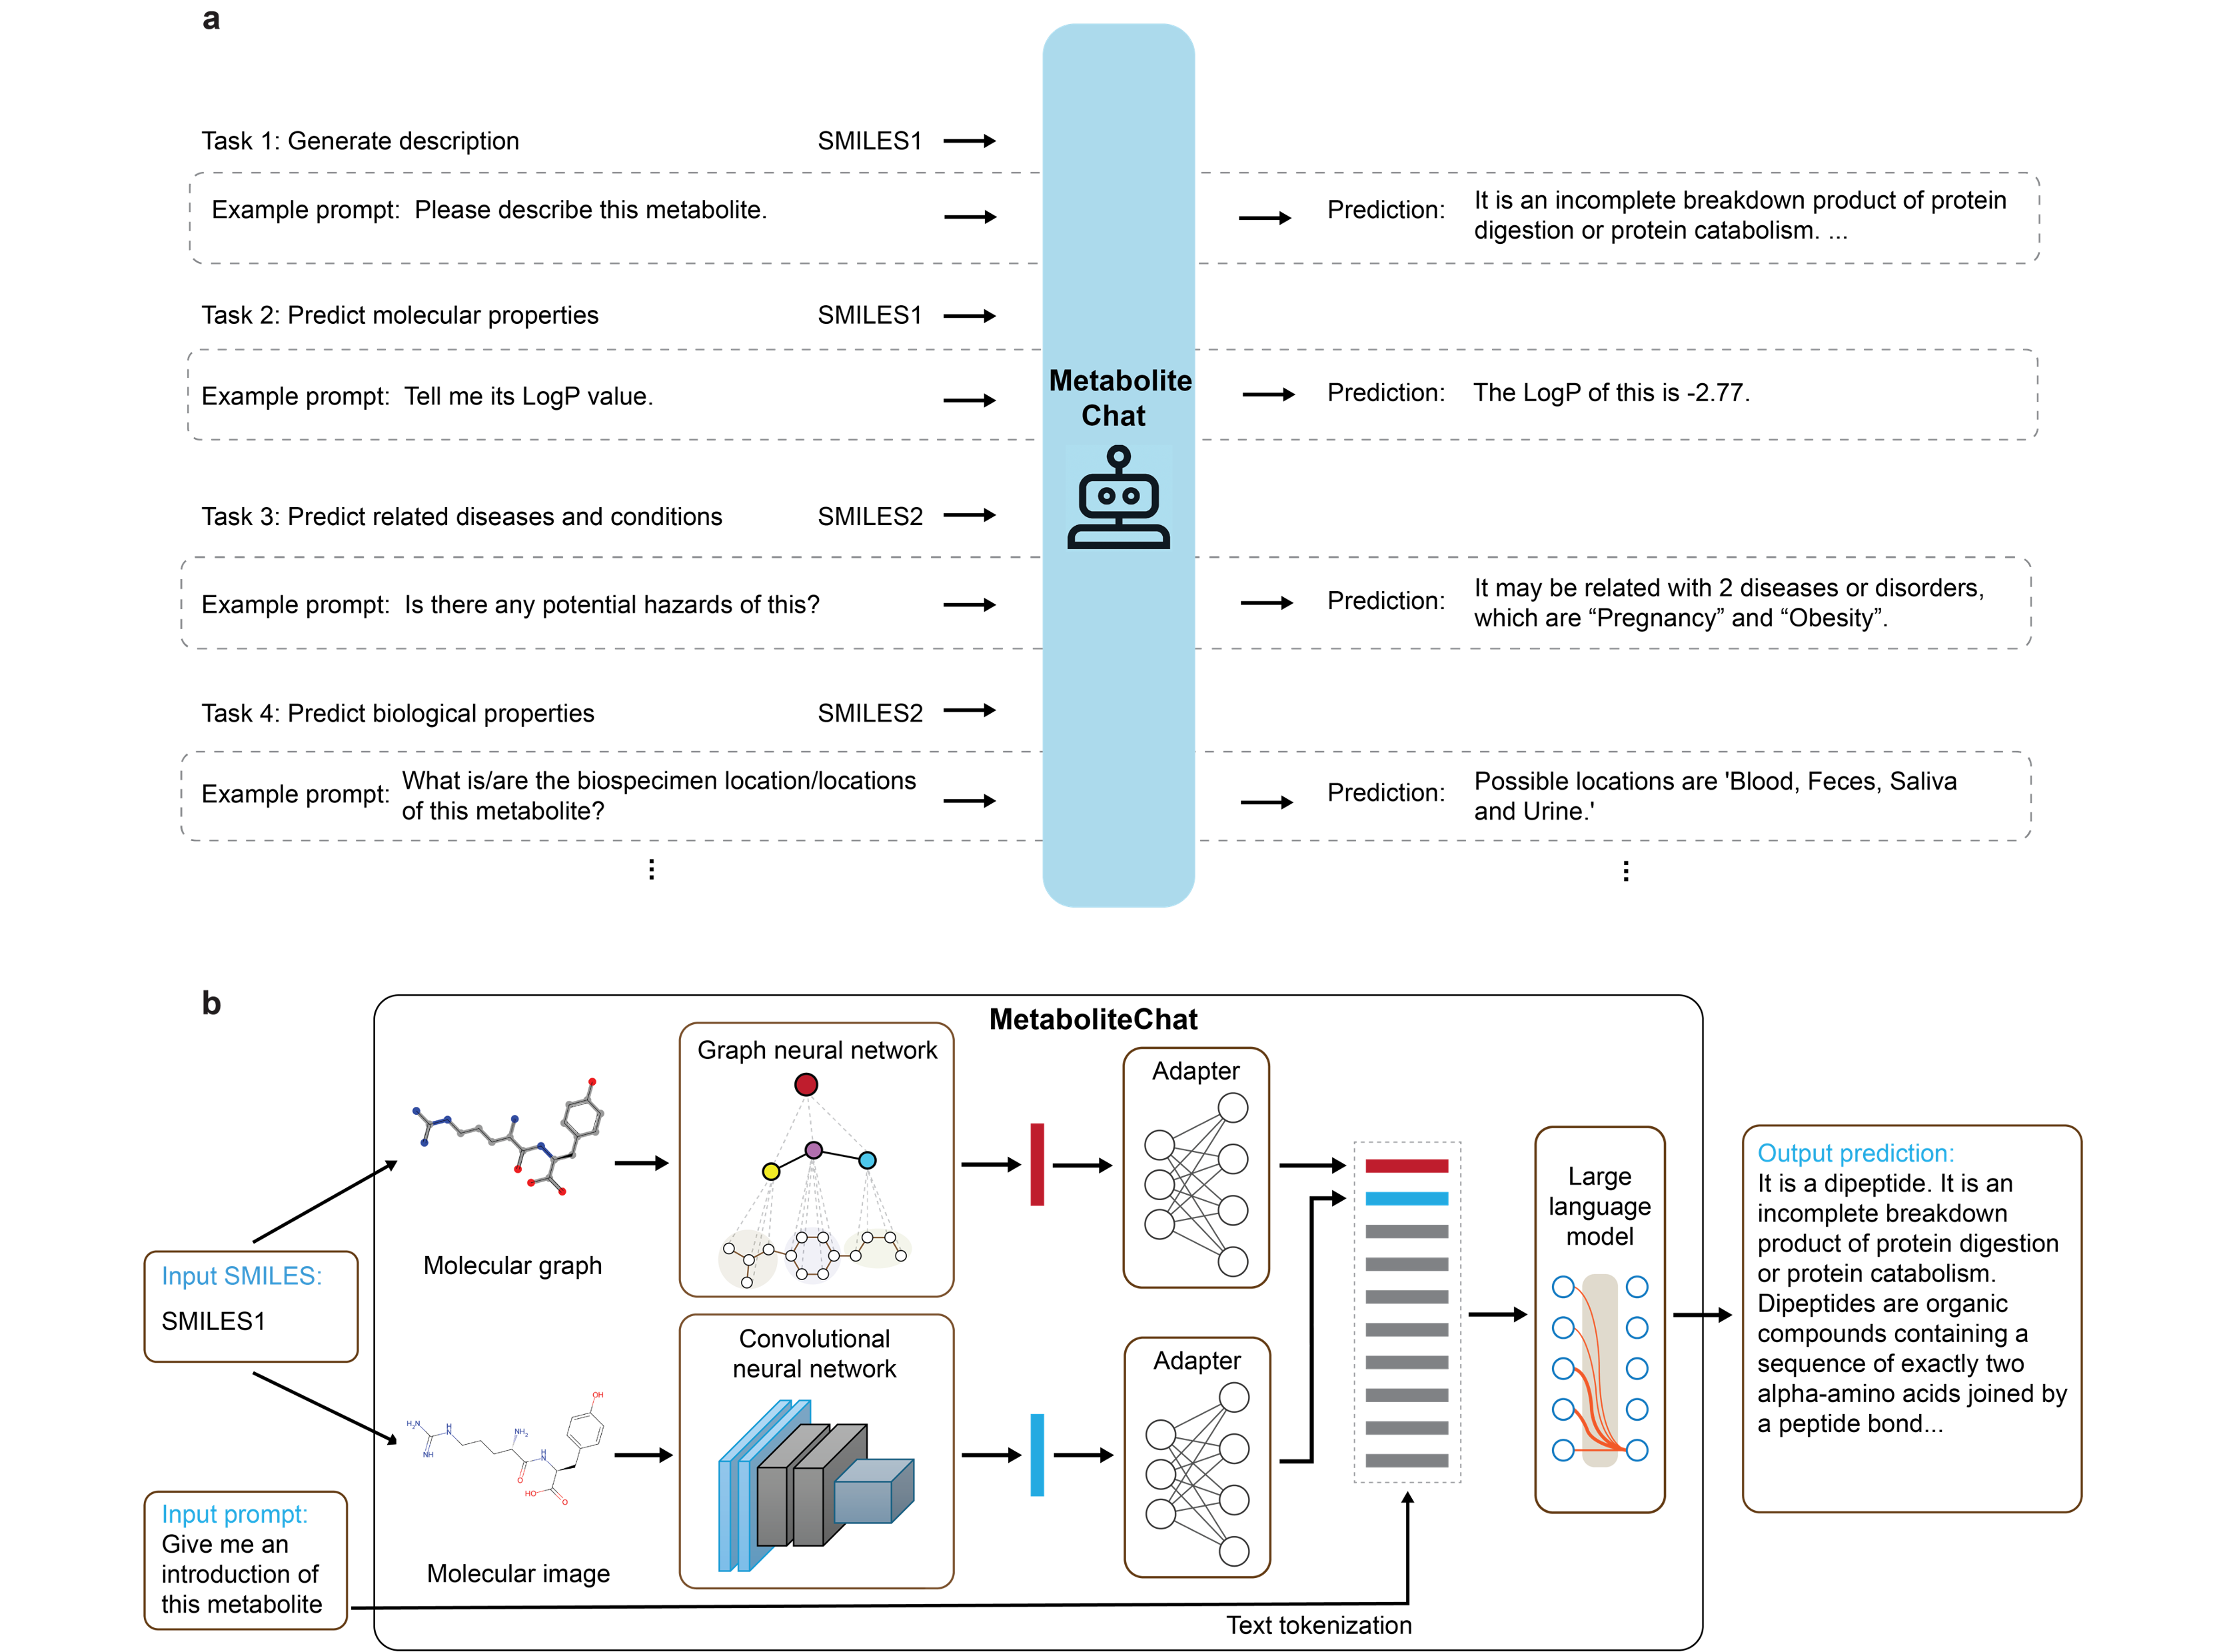 a
Task 1: Generate description
SMILES1
Example prompt: Please describe this metabolite.
Prediction:
It is an incomplete breakdown product of protein
digestion or protein catabolism. ...
Task 2: Predict molecular properties
SMILES1
Example prompt: Tell me its LogP value.
Prediction:
The LogP of this is -2.77.
Metabolite
Chat
Task 3: Predict related diseases and conditions
SMILES2
Example prompt: Is there any potential hazards of this?
Prediction:
It may be related with 2 diseases or disorders,
which are “Pregnancy” and “Obesity”.
Task 4: Predict biological properties
SMILES2
Example prompt:
What is/are the biospecimen location/locations
of this metabolite?
Prediction:
Possible locations are 'Blood, Feces, Saliva
and Urine.'
...
...
b
MetaboliteChat
Input SMILES:
SMILES1
Input prompt:
Give me an
introduction of
this metabolite
Molecular graph
H₂N
NH
H
N
NH₂
O
H
N
HO
O
OH
Molecular image
Graph neural network
Convolutional
neural network
Adapter
Adapter
Text tokenization
Large
language
model
Output prediction:
It is a dipeptide. It is an
incomplete breakdown
product of protein digestion
or protein catabolism.
Dipeptides are organic
compounds containing a
sequence of exactly two
alpha-amino acids joined by
a peptide bond...